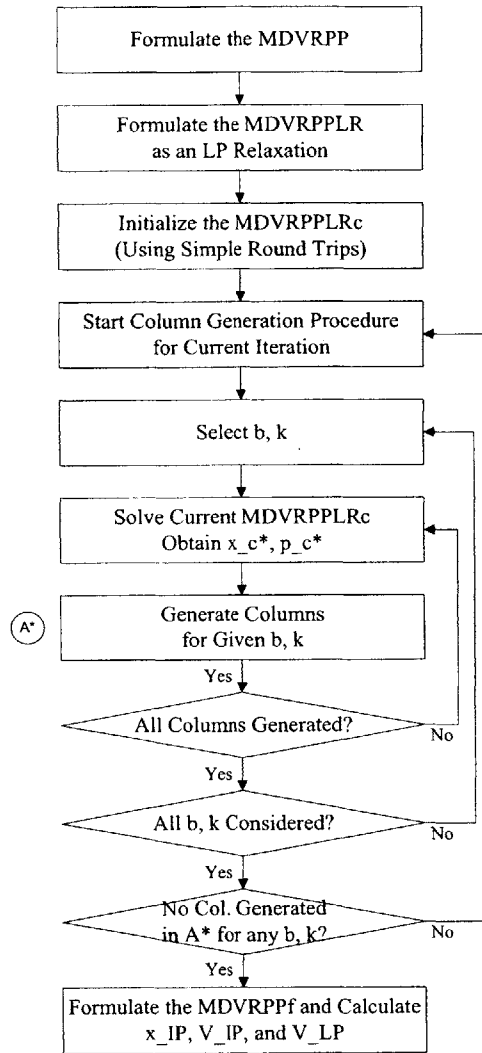 Formulate the MDVRPP
Formulate the MDVRPPLR
as an LP Relaxation
Initialize the MDVRPPLRc
(Using Simple Round Trips)
Start Column Generation Procedure
for Current Iteration
Select b, k
Solve Current MDVRPPLRc
Obtain x_c*, p_c*
A*
Generate Columns
for Given b, k
Yes
All Columns Generated?
No
Yes
All b, k Considered?
No
Yes
No Col. Generated
in A* for any b, k?
No
Yes
Formulate the MDVRPPf and Calculate
x_IP, V_IP, and V_LP